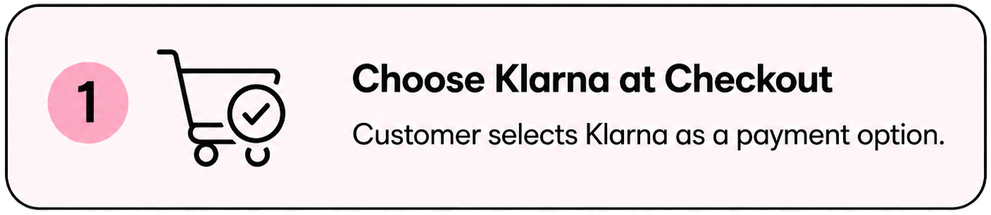 1
Choose Klarna at Checkout
Customer selects Klarna as a payment option.